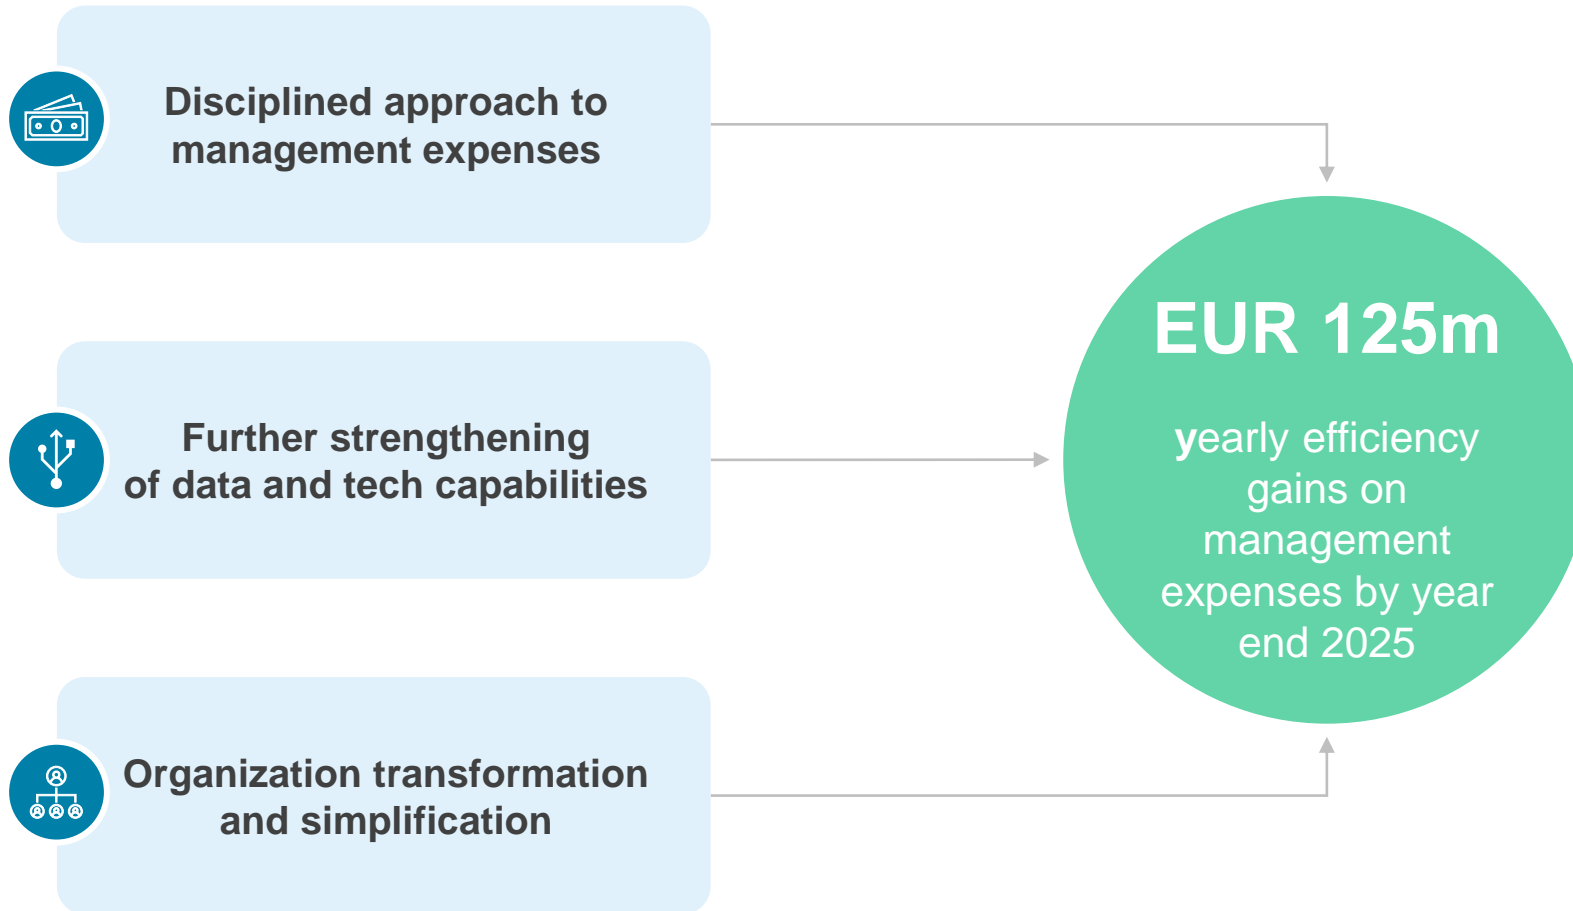 Disciplined approach to
management expenses
Further strengthening
of data and tech capabilities
Organization transformation
and simplification
EUR 125m
yearly efficiency
gains on
management
expenses by year
end 2025